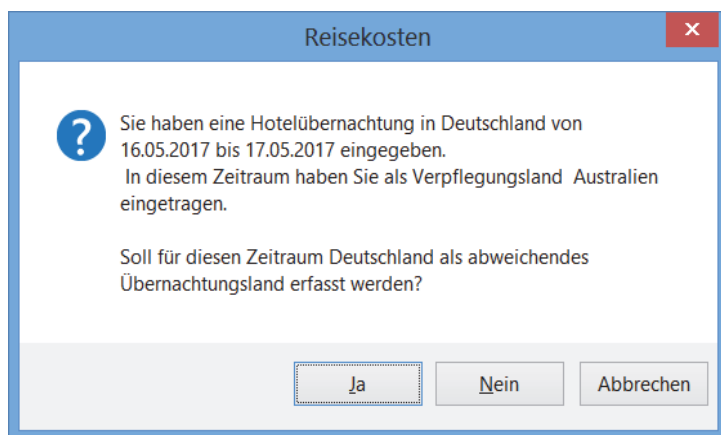 Reisekosten
x
?
Sie haben eine Hotelübernachtung in Deutschland von
16.05.2017 bis 17.05.2017 eingegeben.
In diesem Zeitraum haben Sie als Verpflegungsland  Australien
eingetragen.
Soll für diesen Zeitraum Deutschland als abweichendes
Übernachtungsland erfasst werden?
Ja
Nein
Abbrechen